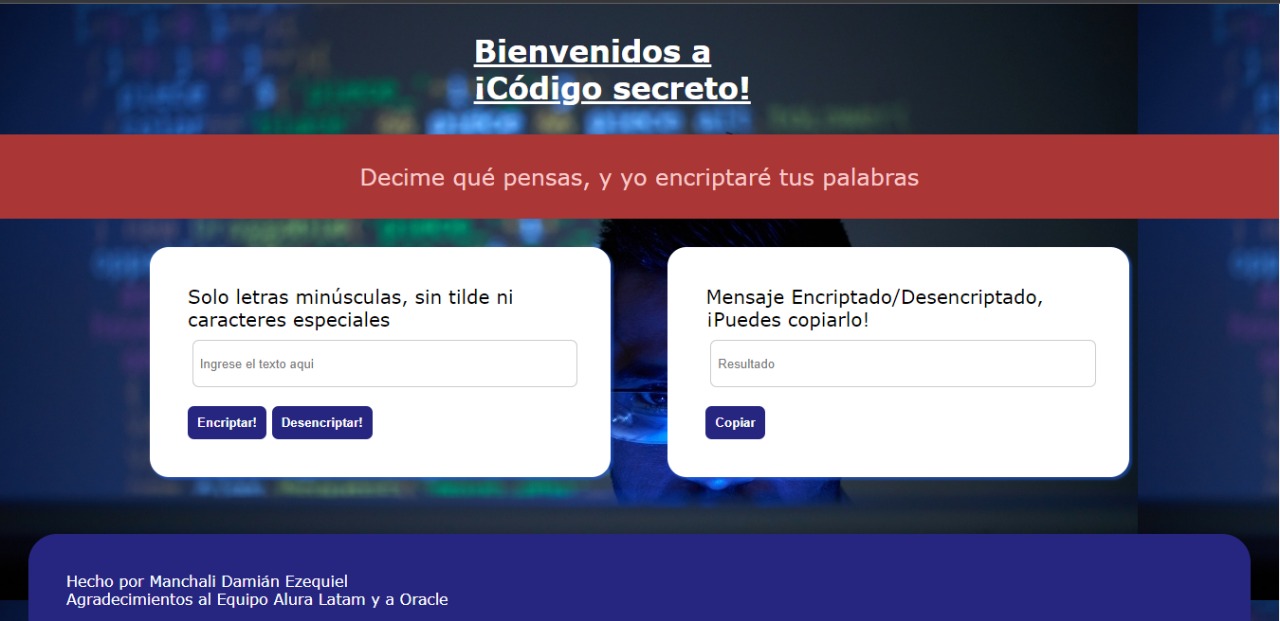 Bienvenidos a
¡Código secreto!
Decime qué pensas, y yo encriptaré tus palabras
Solo letras minúsculas, sin tilde ni
caracteres especiales
Ingrese el texto aqui
Encriptar! Desencriptar!
Mensaje Encriptado/Desencriptado,
¡Puedes copiarlo!
Resultado
Copiar
Hecho por Manchali Damián Ezequiel
Agradecimientos al Equipo Alura Latam y a Oracle